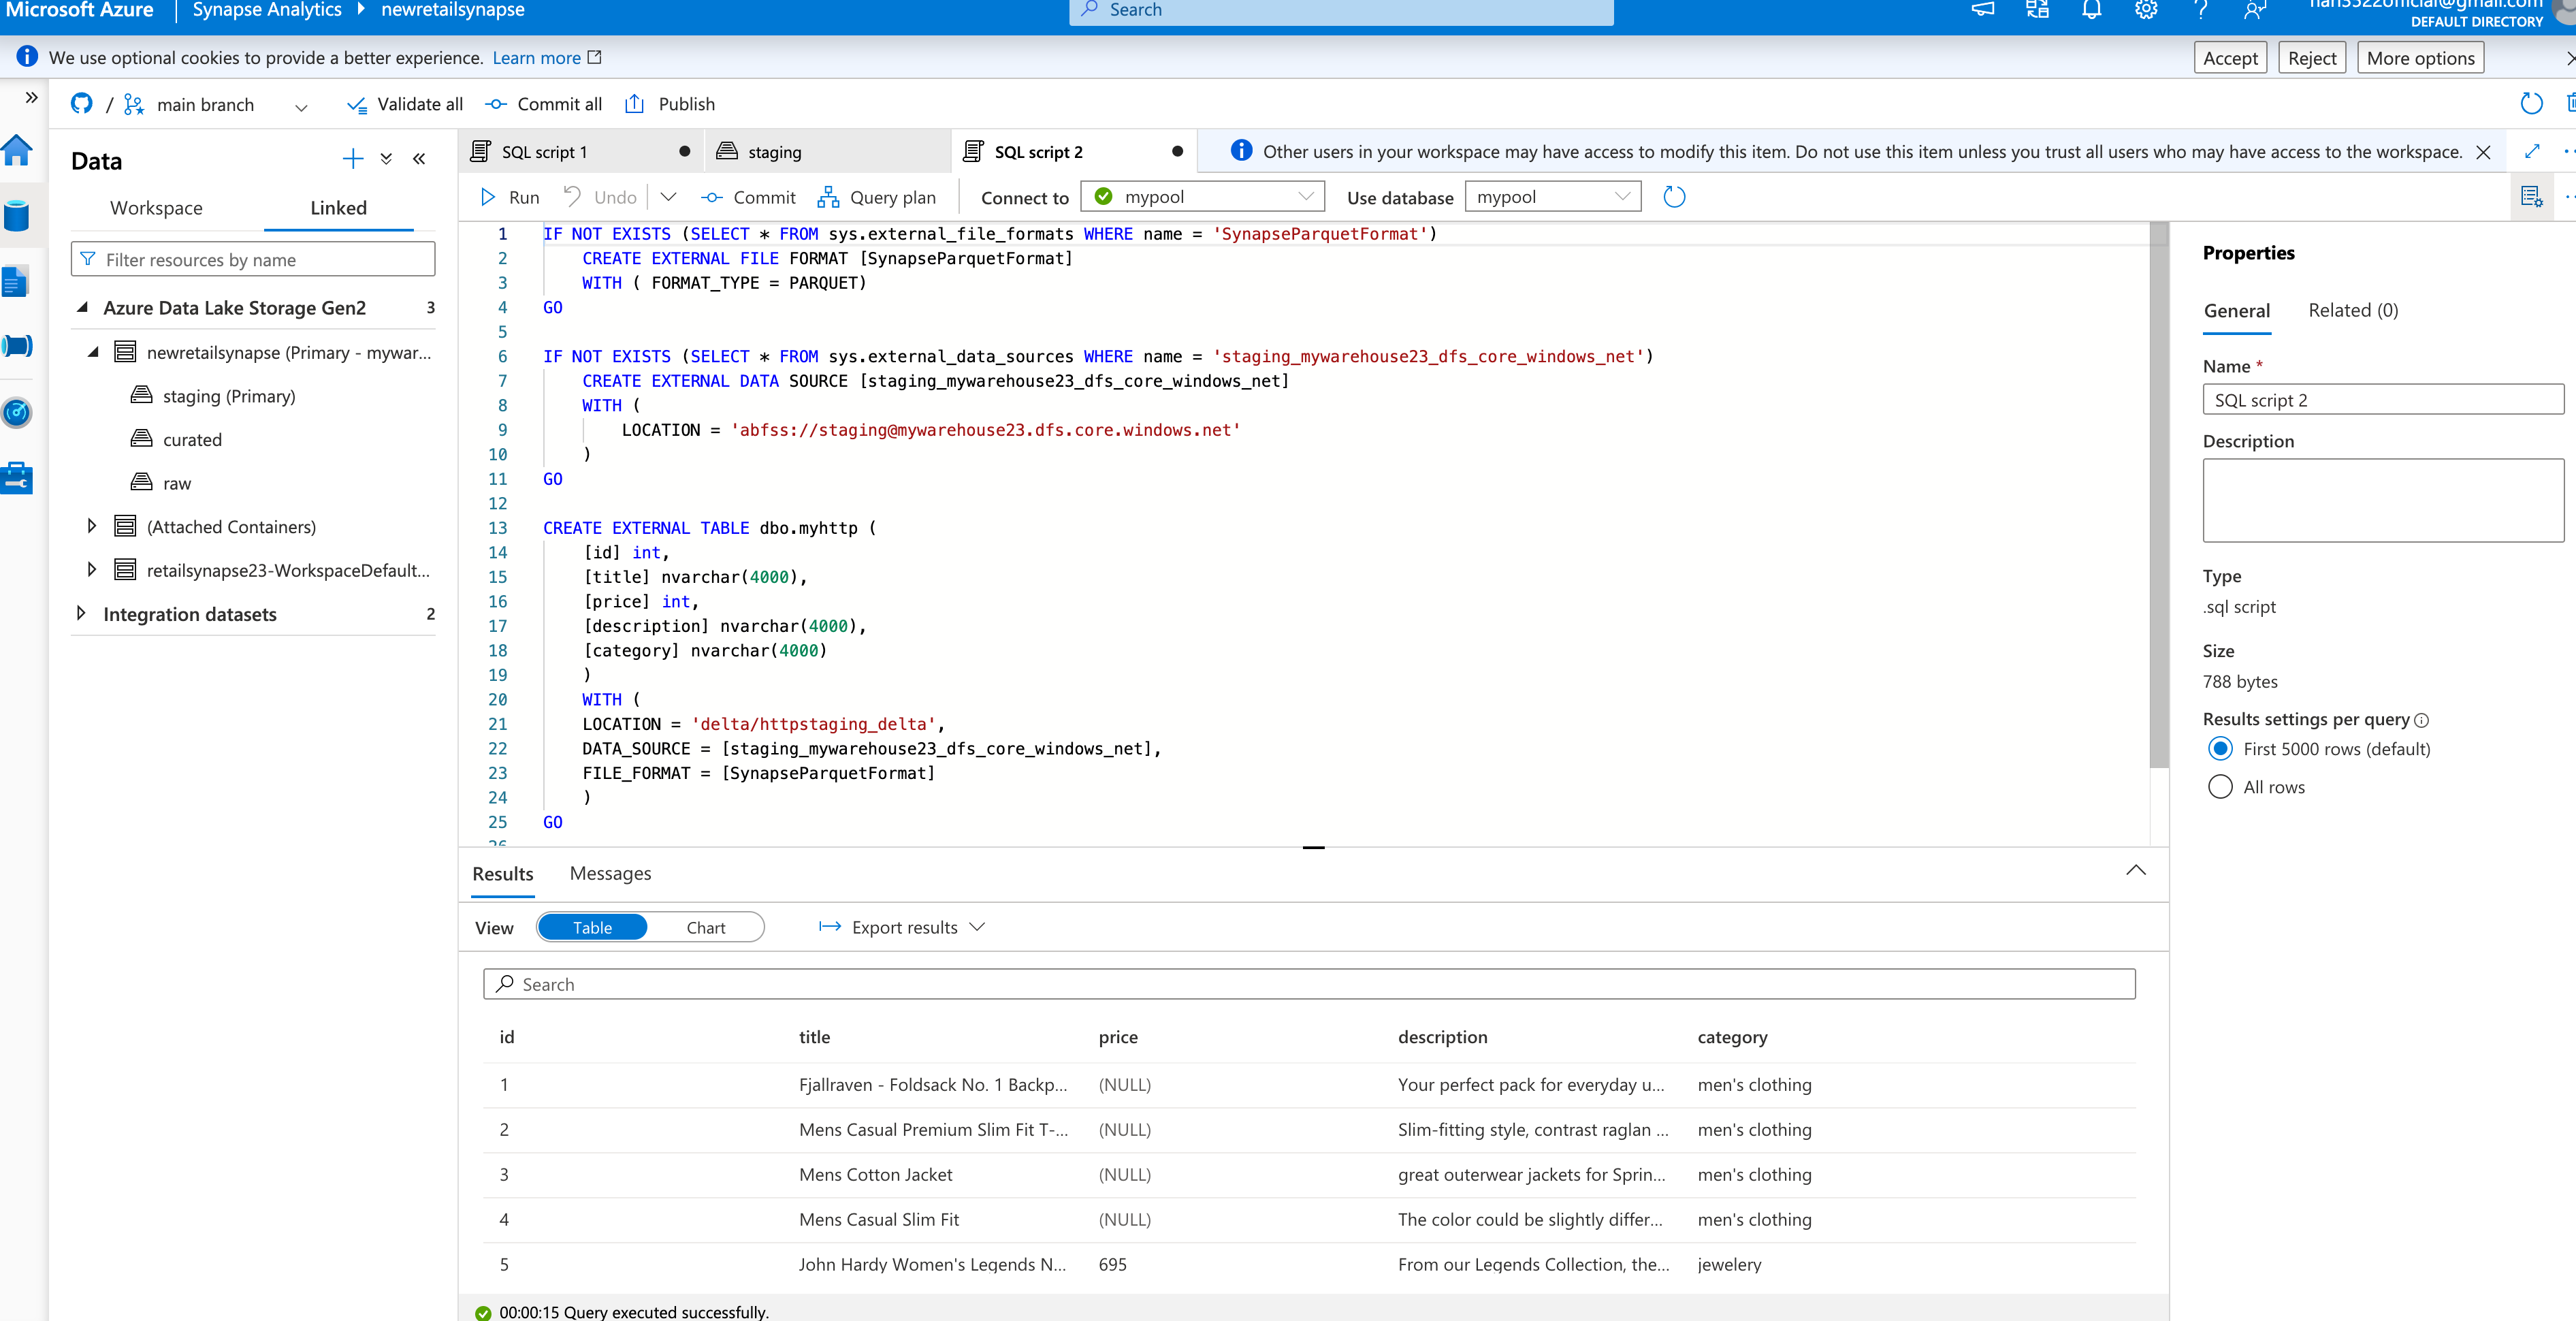 Microsoft Azure
Synapse Analytics
newretailsynapse
Search
DEFAULT DIRECTORY
We use optional cookies to provide a better experience. Learn more
Accept
Reject
More options
/ main branch
Validate all
Commit all
Publish
Data
Workspace
Linked
Filter resources by name
Azure Data Lake Storage Gen2 3
newretailsynapse (Primary - mywar...
staging (Primary)
curated
raw
(Attached Containers)
retailsynapse23-WorkspaceDefault...
Integration datasets 2
SQL script 1
staging
SQL script 2
Other users in your workspace may have access to modify this item. Do not use this item unless you trust all users who may have access to the workspace.
Run
Undo
Commit
Query plan
Connect to mypool
Use database mypool
1 IF NOT EXISTS (SELECT * FROM sys.external_file_formats WHERE name = 'SynapseParquetFormat')
2 CREATE EXTERNAL FILE FORMAT [SynapseParquetFormat]
3 WITH ( FORMAT_TYPE = PARQUET)
4 GO
5
6 IF NOT EXISTS (SELECT * FROM sys.external_data_sources WHERE name = 'staging_mywarehouse23_dfs_core_windows_net')
7 CREATE EXTERNAL DATA SOURCE [staging_mywarehouse23_dfs_core_windows_net]
8 WITH (
9 LOCATION = 'abfss://staging@mywarehouse23.dfs.core.windows.net'
10 )
11 GO
12
13 CREATE EXTERNAL TABLE dbo.myhttp (
14 [id] int,
15 [title] nvarchar(4000),
16 [price] int,
17 [description] nvarchar(4000),
18 [category] nvarchar(4000)
19 )
20 WITH (
21 LOCATION = 'delta/httpstaging_delta',
22 DATA_SOURCE = [staging_mywarehouse23_dfs_core_windows_net],
23 FILE_FORMAT = [SynapseParquetFormat]
24 )
25 GO
26
Results
Messages
View
Table
Chart
Export results
Search
id title price description category
1 Fjallraven - Foldsack No. 1 Backp... (NULL) Your perfect pack for everyday u... men's clothing
2 Mens Casual Premium Slim Fit T-... (NULL) Slim-fitting style, contrast raglan ... men's clothing
3 Mens Cotton Jacket (NULL) great outerwear jackets for Sprin... men's clothing
4 Mens Casual Slim Fit (NULL) The color could be slightly differ... men's clothing
5 John Hardy Women's Legends N... 695 From our Legends Collection, the... jewelery
00:00:15 Query executed successfully.
Properties
General
Related (0)
Name *
SQL script 2
Description
Type
.sql script
Size
788 bytes
Results settings per query
First 5000 rows (default)
All rows